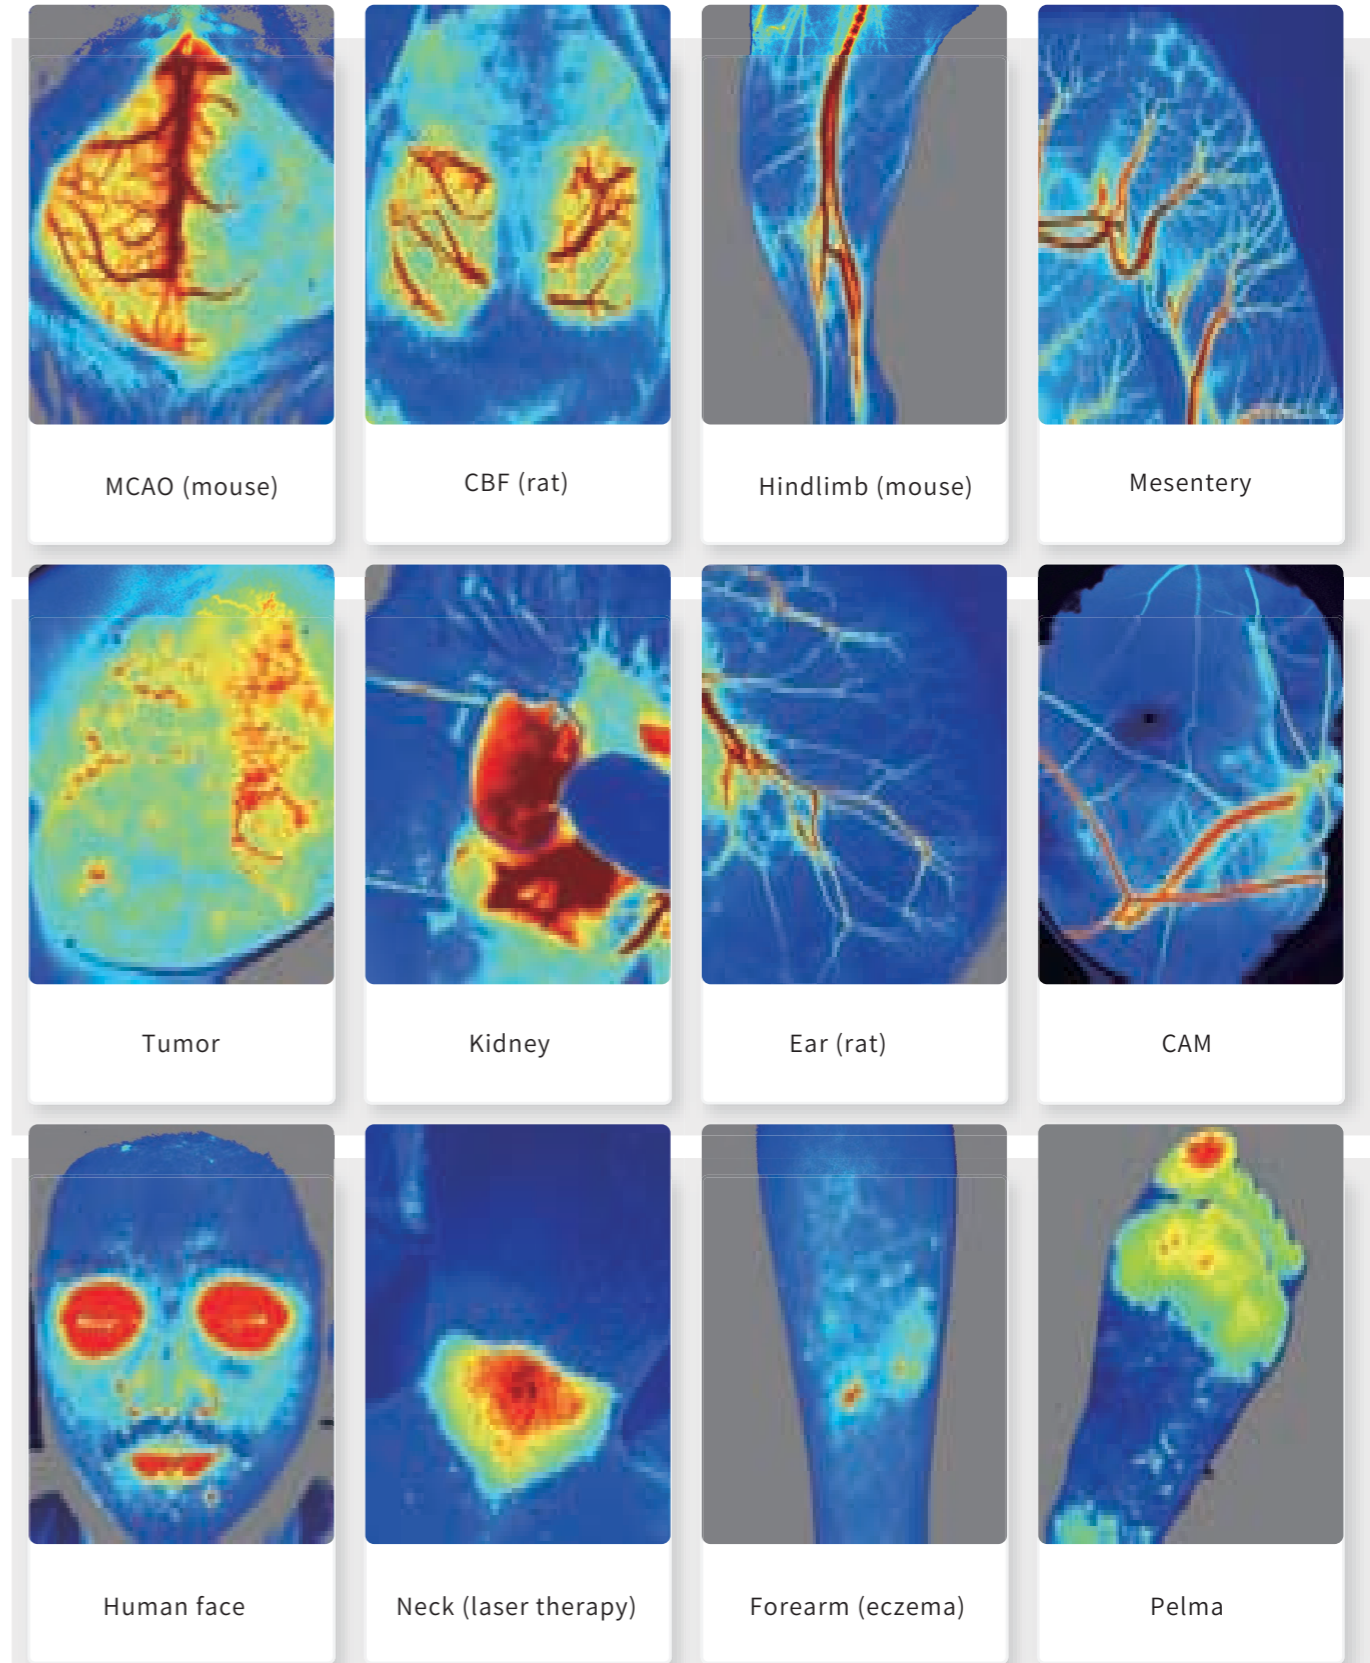 MCAO (mouse)
CBF (rat)
Hindlimb (mouse)
Mesentery
Tumor
Kidney
Ear (rat)
CAM
Human face
Neck (laser therapy)
Forearm (eczema)
Pelma